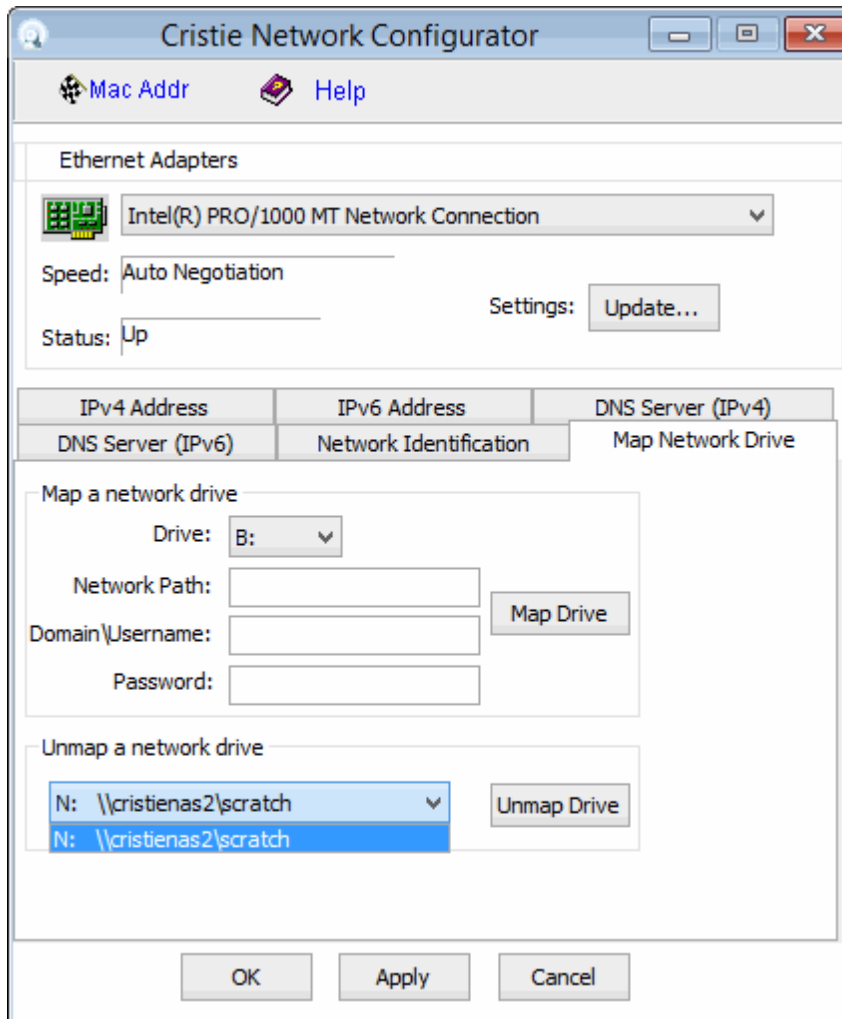 Cristie Network Configurator
Mac Addr Help
Ethernet Adapters
Intel(R) PRO/1000 MT Network Connection
Speed: Auto Negotiation
Settings: Update...
Status: Up
IPv4 Address IPv6 Address DNS Server (IPv4)
DNS Server (IPv6) Network Identification Map Network Drive
Map a network drive
Drive: B:
Network Path:
Map Drive
Domain\Username:
Password:
Unmap a network drive
N: \\cristienas2\scratch Unmap Drive
N: \\cristienas2\scratch
OK Apply Cancel